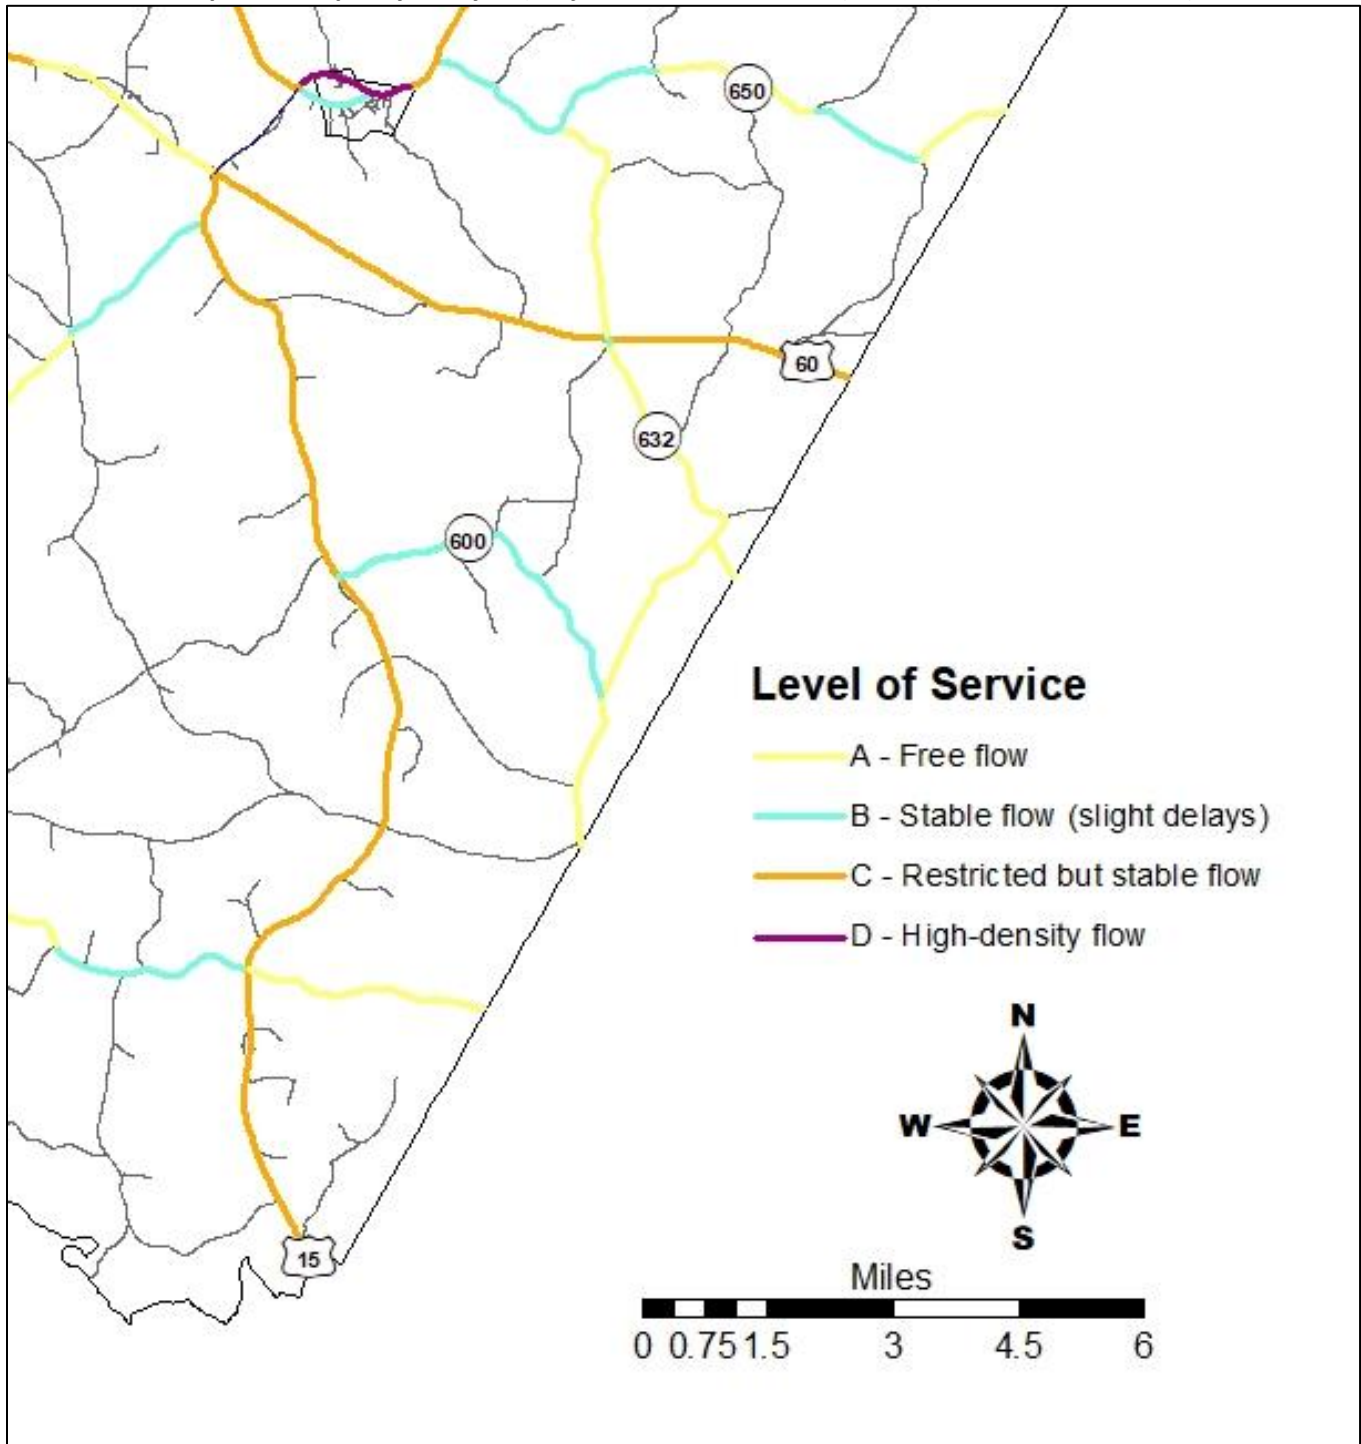 650
60
632
600
Level of Service
A - Free flow
B - Stable flow (slight delays)
C - Restricted but stable flow
D - High-density flow
N
W E
S
15
Miles
0 0.75 1.5 3 4.5 6